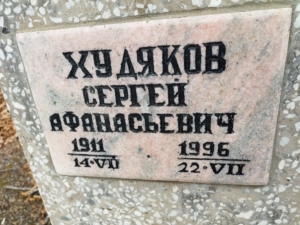 ХУДЯКОВ
СЕРГЕЙ
АФАНАСЬЕВИЧ
1911 1996
14·VII 22·VII